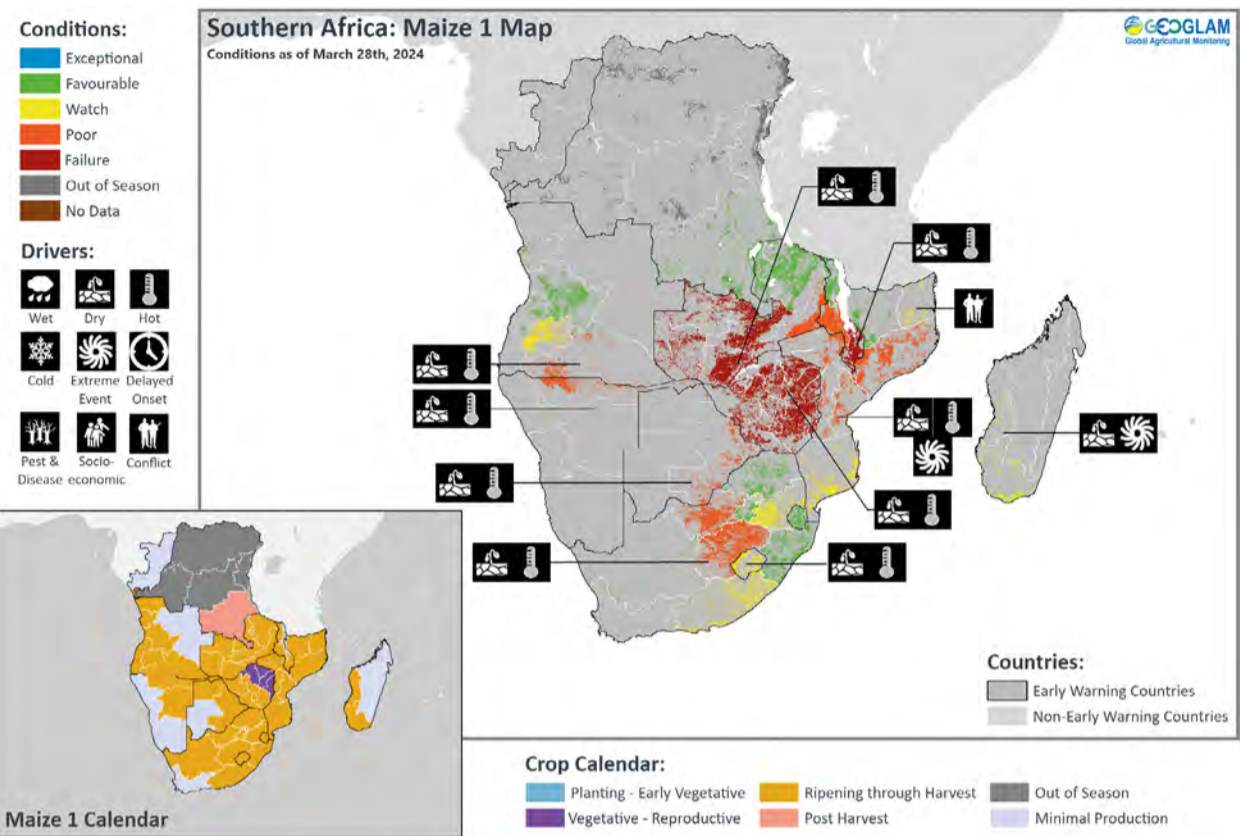 Conditions:
Exceptional
Favourable
Watch
Poor
Failure
Out of Season
No Data
Drivers:
Wet
Dry
Hot
Cold
Extreme Event
Delayed Onset
Pest & Disease
Socio-economic
Conflict
Southern Africa: Maize 1 Map
Conditions as of March 28th, 2024
GEOGLAM
Global Agricultural Monitoring
Countries:
Early Warning Countries
Non-Early Warning Countries
Maize 1 Calendar
Crop Calendar:
Planting - Early Vegetative
Ripening through Harvest
Out of Season
Vegetative - Reproductive
Post Harvest
Minimal Production